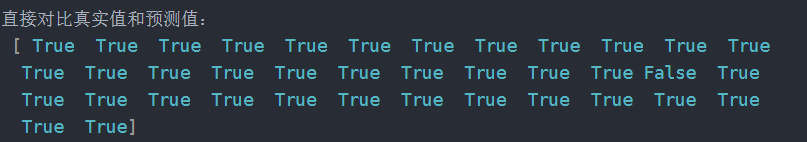 直接对比真实值和预测值:
[ True True True True True True True True True True True True
True True True True True True True True True True False True
True True True True True True True True True True True True
True True]